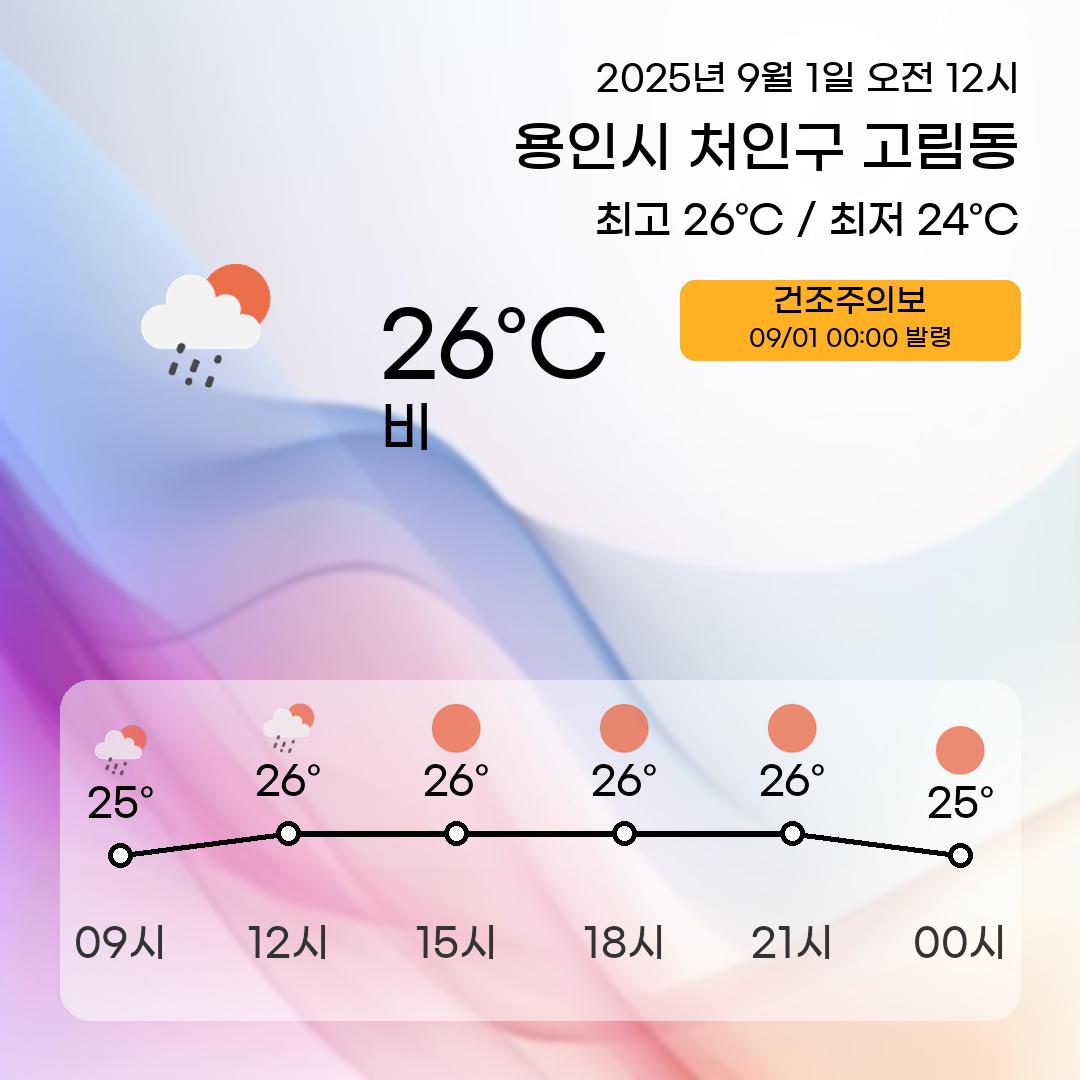 2025년 9월 1일 오전 12시
용인시 처인구 고림동
최고 26°C / 최저 24°C
건조주의보
09/01 00:00 발령
26°C
비
25° 26° 26° 26° 26° 25°
09시 12시 15시 18시 21시 00시